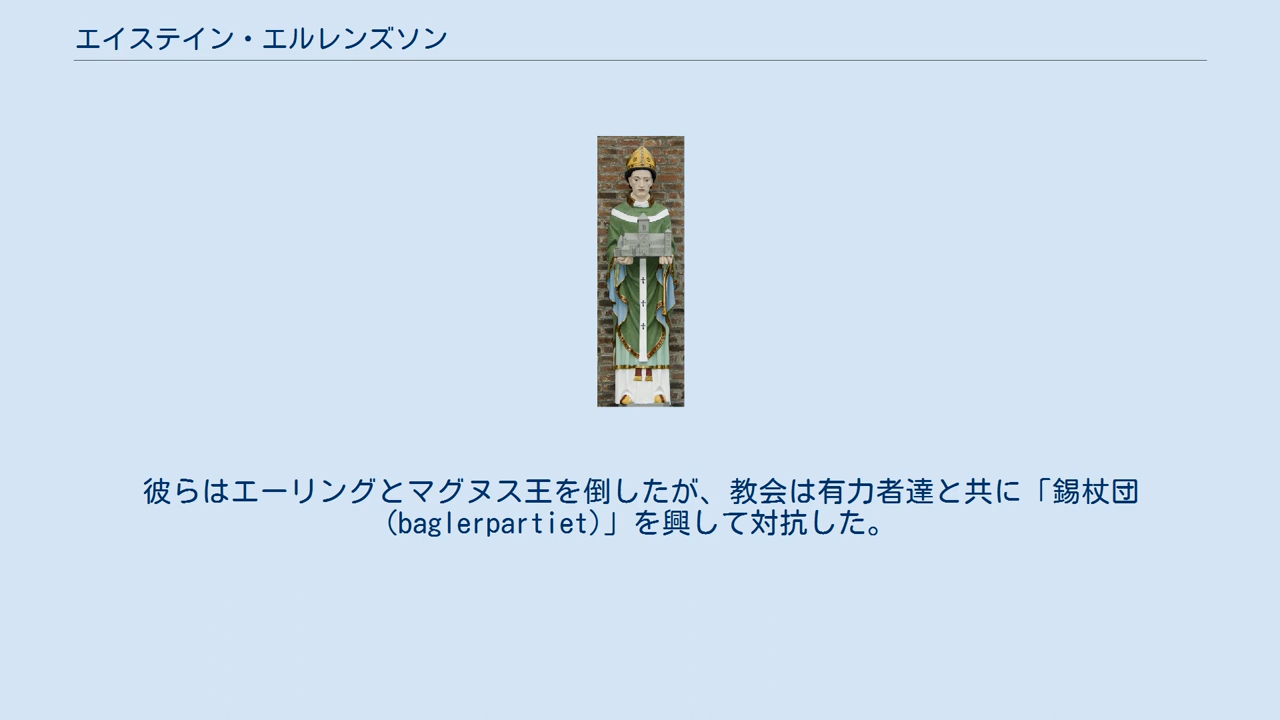 エイステイン・エルレンズソン
彼らはエーリングとマグヌス王を倒したが、教会は有力者達と共に「錫杖団
(baglerpartiet)」を興して対抗した。